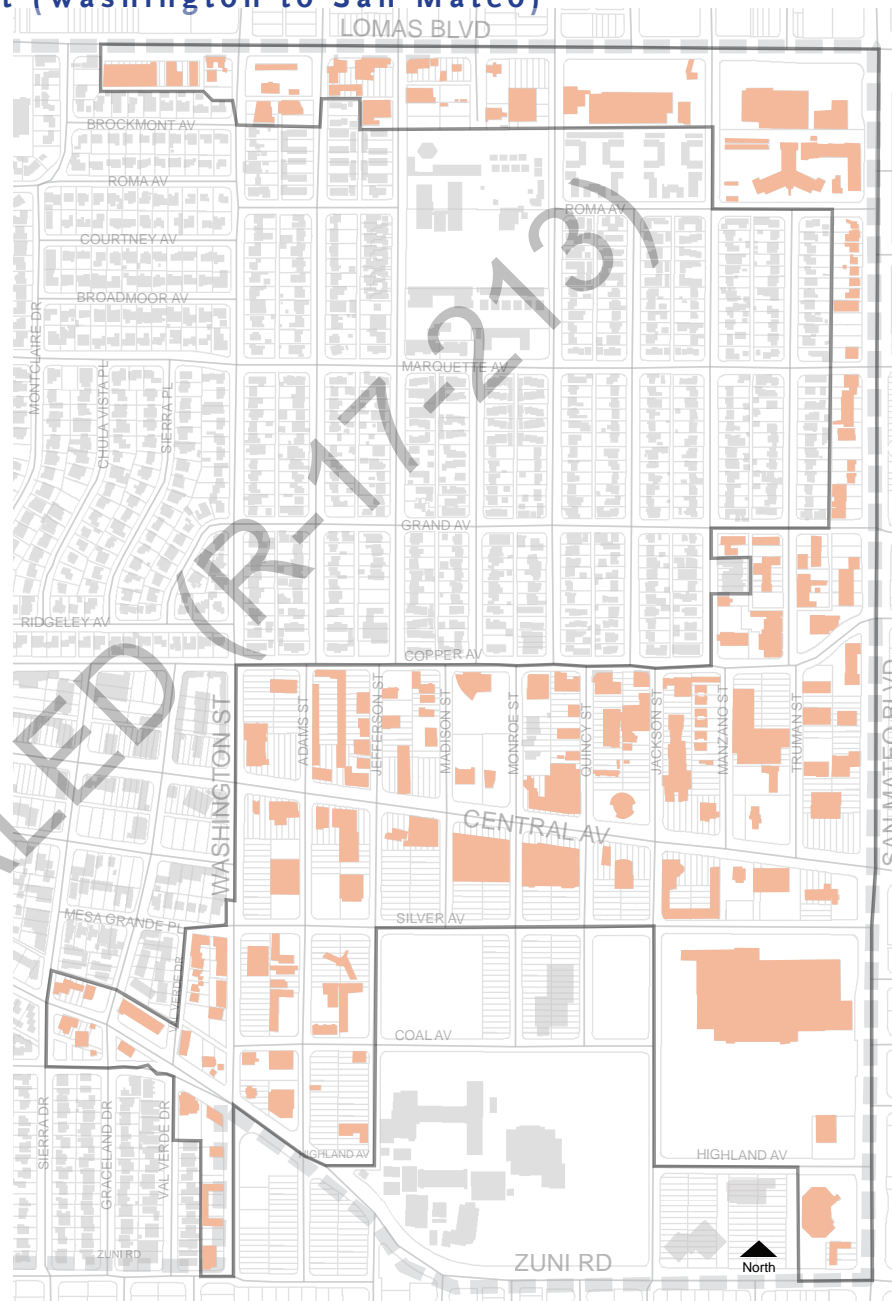 (Washington to San Mateo)
LOMAS BLVD
BROCKMONT AV
ROMA AV
ROMA AV
COURTNEY AV
BROADMOOR AV
MONTCLAIRE DR
CHULA VISTA PL
SIERRA PL
MARQUETTE AV
(R-17-213)
GRAND AV
RIDGELEY AV
COPPER AV
WASHINGTON ST
ADAMS ST
JEFFERSON ST
MADISON ST
MONROE ST
QUINCY ST
JACKSON ST
MANZANO ST
TRUMAN ST
SAN MATEO BLVD
CENTRAL AV
MESA GRANDE PL
SILVER AV
VAL VERDE DR
COAL AV
SIERRA DR
GRACELAND DR
VAL VERDE DR
HIGHLAND AV
HIGHLAND AV
ZUNI RD
ZUNI RD
North